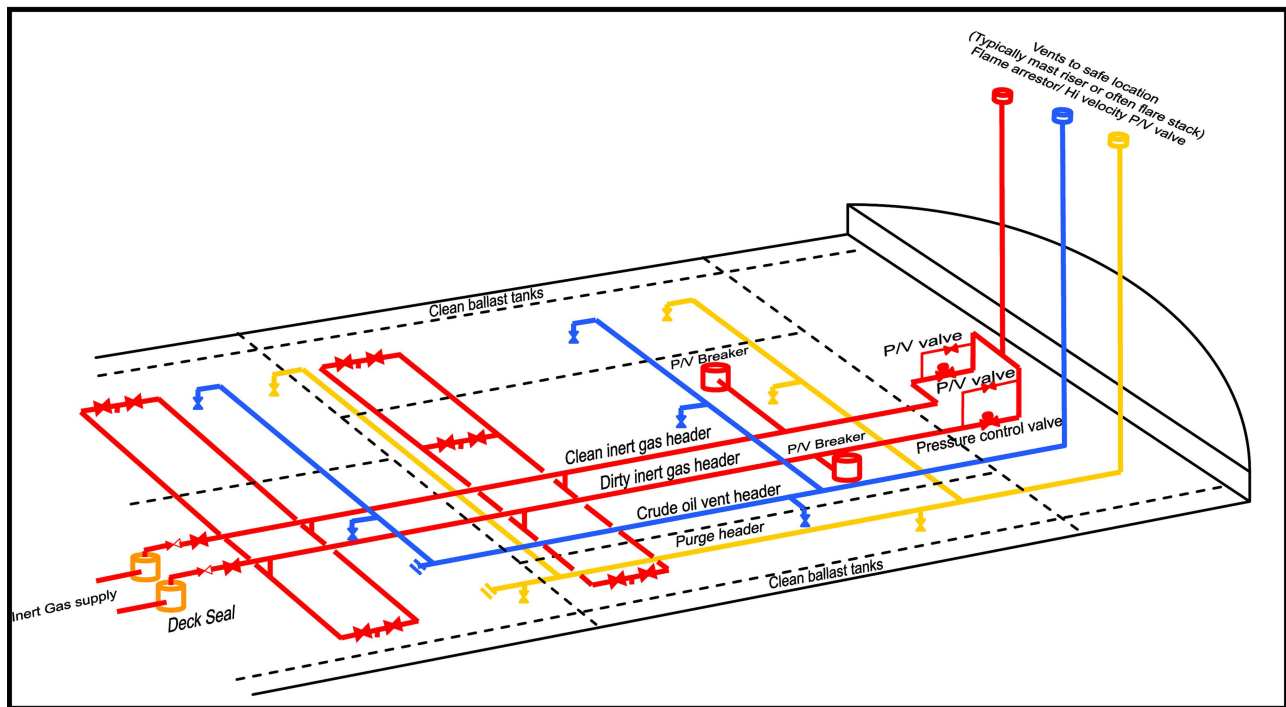 Vents to safe location
(Typically mast riser or often flare stack)
Flame arrestor/ Hi velocity P/V valve
Clean ballast tanks
P/V Breaker
P/V valve
P/V valve
Clean inert gas header
P/V Breaker
Pressure control valve
Dirty inert gas header
Crude oil vent header
Purge header
Clean ballast tanks
Inert Gas supply
Deck Seal